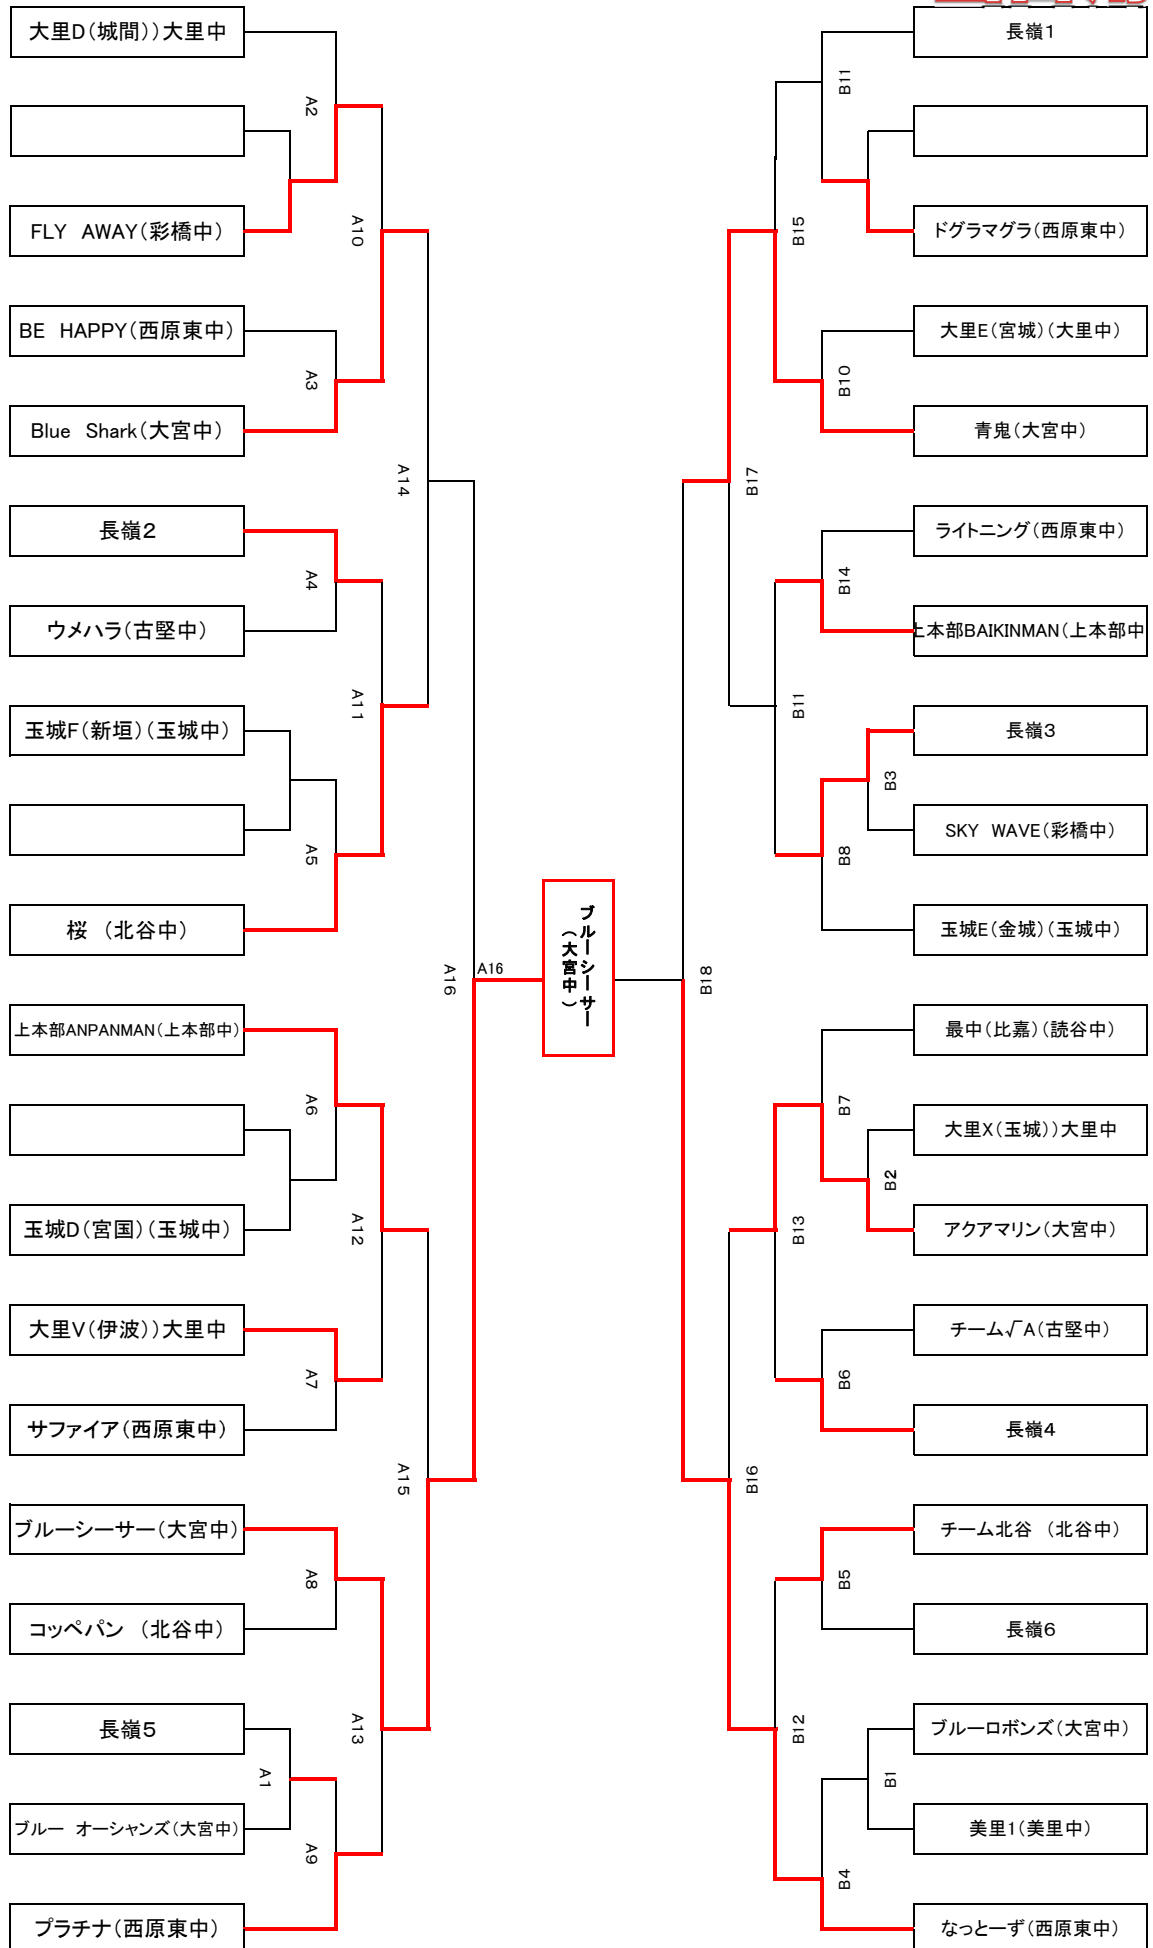 大里D(城間))大里中
A2
FLY AWAY(彩橋中)
A10
BE HAPPY(西原東中)
A3
Blue Shark(大宮中)
A14
長嶺2
A4
ウメハラ(古堅中)
A11
玉城F(新垣)(玉城中)
A5
桜 (北谷中)
A16
A16
上本部ANPANMAN(上本部中)
A6
玉城D(宮国)(玉城中)
A12
大里V(伊波))大里中
A7
サファイア(西原東中)
A15
ブルーシーサー(大宮中)
A8
コッペパン (北谷中)
長嶺5
A13
A1
ブルー オーシャンズ(大宮中)
A9
プラチナ(西原東中)
ブルーシーサー
(大宮中)
長嶺1
B11
ドグラマグラ(西原東中)
B15
大里E(宮城)(大里中)
B10
青鬼(大宮中)
B17
ライトニング(西原東中)
B14
上本部BAIKINMAN(上本部中
B11
長嶺3
B3
SKY WAVE(彩橋中)
B8
玉城E(金城)(玉城中)
B18
最中(比嘉)(読谷中)
B7
大里X(玉城))大里中
B2
アクアマリン(大宮中)
B13
チーム√A(古堅中)
B6
長嶺4
B16
チーム北谷 (北谷中)
B5
長嶺6
B12
ブルーロボンズ(大宮中)
B1
美里1(美里中)
B4
なっとーず(西原東中)